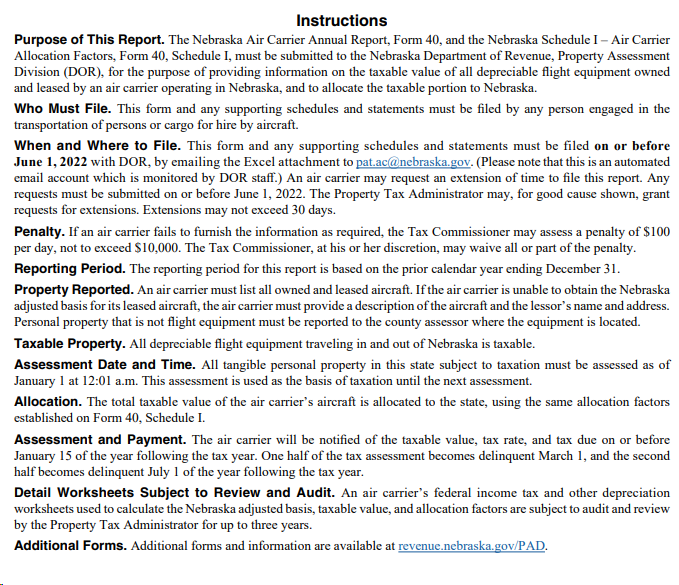 Instructions
Purpose of This Report. The Nebraska Air Carrier Annual Report, Form 40, and the Nebraska Schedule I – Air Carrier
Allocation Factors, Form 40, Schedule I, must be submitted to the Nebraska Department of Revenue, Property Assessment
Division (DOR), for the purpose of providing information on the taxable value of all depreciable flight equipment owned
and leased by an air carrier operating in Nebraska, and to allocate the taxable portion to Nebraska.
Who Must File. This form and any supporting schedules and statements must be filed by any person engaged in the
transportation of persons or cargo for hire by aircraft.
When and Where to File. This form and any supporting schedules and statements must be filed on or before
June 1, 2022 with DOR, by emailing the Excel attachment to pat.ac@nebraska.gov. (Please note that this is an automated
email account which is monitored by DOR staff.) An air carrier may request an extension of time to file this report. Any
requests must be submitted on or before June 1, 2022. The Property Tax Administrator may, for good cause shown, grant
requests for extensions. Extensions may not exceed 30 days.
Penalty. If an air carrier fails to furnish the information as required, the Tax Commissioner may assess a penalty of $100
per day, not to exceed $10,000. The Tax Commissioner, at his or her discretion, may waive all or part of the penalty.
Reporting Period. The reporting period for this report is based on the prior calendar year ending December 31.
Property Reported. An air carrier must list all owned and leased aircraft. If the air carrier is unable to obtain the Nebraska
adjusted basis for its leased aircraft, the air carrier must provide a description of the aircraft and the lessor's name and address.
Personal property that is not flight equipment must be reported to the county assessor where the equipment is located.
Taxable Property. All depreciable flight equipment traveling in and out of Nebraska is taxable.
Assessment Date and Time. All tangible personal property in this state subject to taxation must be assessed as of
January 1 at 12:01 a.m. This assessment is used as the basis of taxation until the next assessment.
Allocation. The total taxable value of the air carrier's aircraft is allocated to the state, using the same allocation factors
established on Form 40, Schedule I.
Assessment and Payment. The air carrier will be notified of the taxable value, tax rate, and tax due on or before
January 15 of the year following the tax year. One half of the tax assessment becomes delinquent March 1, and the second
half becomes delinquent July 1 of the year following the tax year.
Detail Worksheets Subject to Review and Audit. An air carrier's federal income tax and other depreciation
worksheets used to calculate the Nebraska adjusted basis, taxable value, and allocation factors are subject to audit and review
by the Property Tax Administrator for up to three years.
Additional Forms. Additional forms and information are available at revenue.nebraska.gov/PAD.